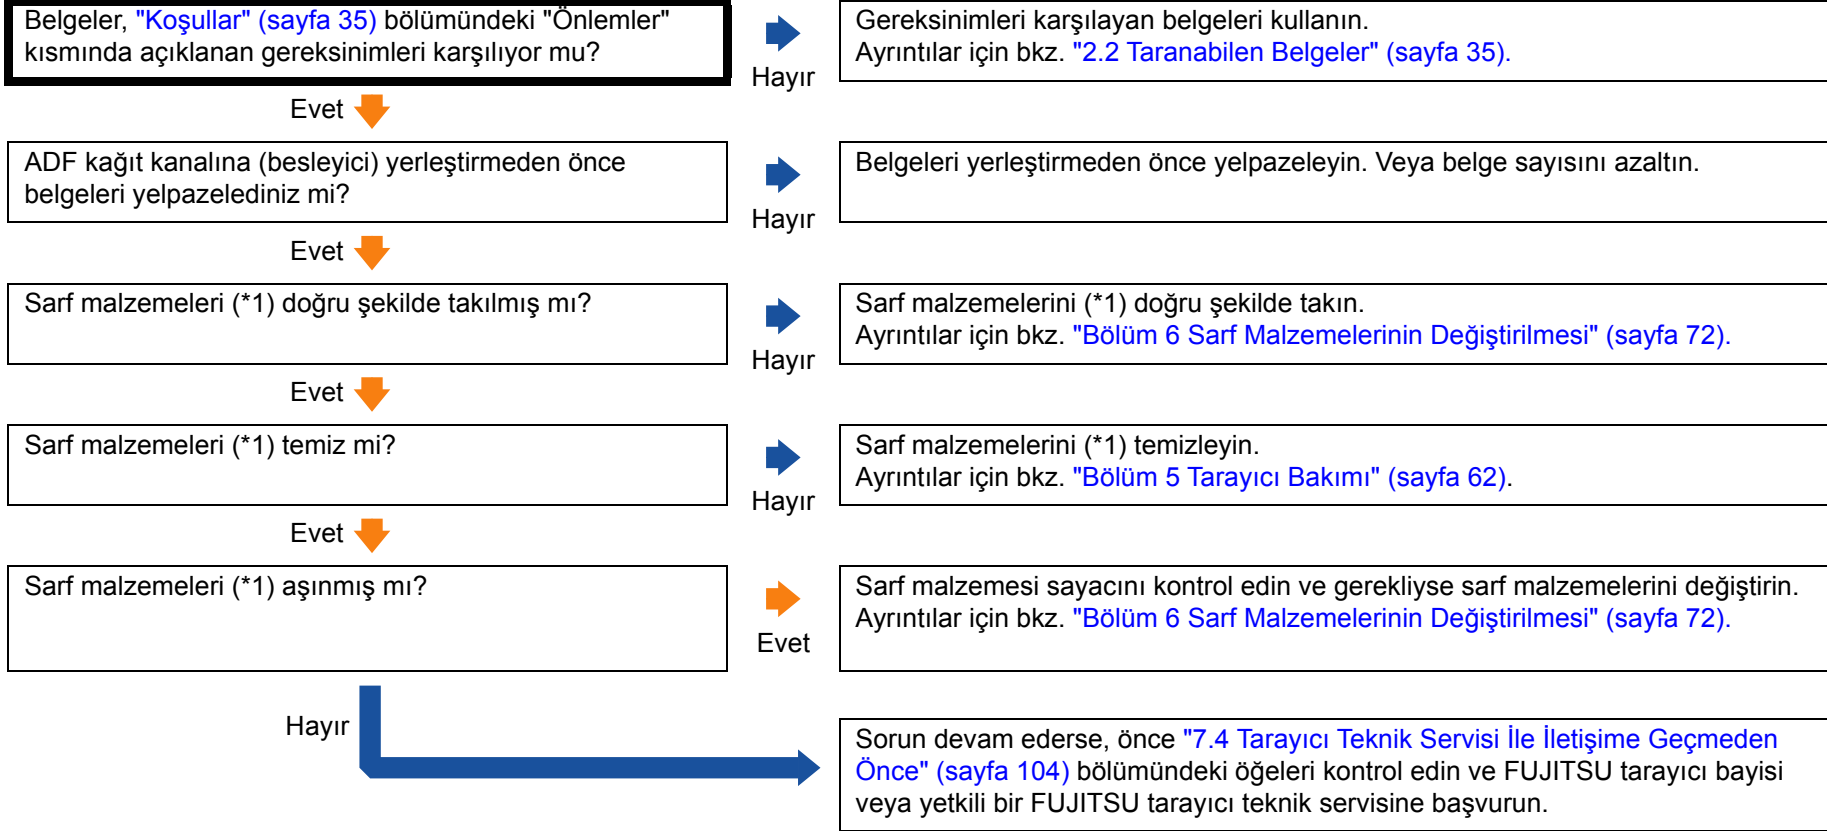 Belgeler, "Koşullar" (sayfa 35) bölümündeki "Önlemler"
kısmında açıklanan gereksinimleri karşılıyor mu?
Hayır
Gereksinimleri karşılayan belgeleri kullanın.
Ayrıntılar için bkz. "2.2 Taranabilen Belgeler" (sayfa 35).
Evet
ADF kağıt kanalına (besleyici) yerleştirmeden önce
belgeleri yelpazelediniz mi?
Hayır
Belgeleri yerleştirmeden önce yelpazeleyin. Veya belge sayısını azaltın.
Evet
Sarf malzemeleri (*1) doğru şekilde takılmış mı?
Hayır
Sarf malzemelerini (*1) doğru şekilde takın.
Ayrıntılar için bkz. "Bölüm 6 Sarf Malzemelerinin Değiştirilmesi" (sayfa 72).
Evet
Sarf malzemeleri (*1) temiz mi?
Hayır
Sarf malzemelerini (*1) temizleyin.
Ayrıntılar için bkz. "Bölüm 5 Tarayıcı Bakımı" (sayfa 62).
Evet
Sarf malzemeleri (*1) aşınmış mı?
Evet
Sarf malzemesi sayacını kontrol edin ve gerekliyse sarf malzemelerini değiştirin.
Ayrıntılar için bkz. "Bölüm 6 Sarf Malzemelerinin Değiştirilmesi" (sayfa 72).
Hayır
Sorun devam ederse, önce "7.4 Tarayıcı Teknik Servisi İle İletişime Geçmeden
Önce" (sayfa 104) bölümündeki öğeleri kontrol edin ve FUJITSU tarayıcı bayisi
veya yetkili bir FUJITSU tarayıcı teknik servisine başvurun.